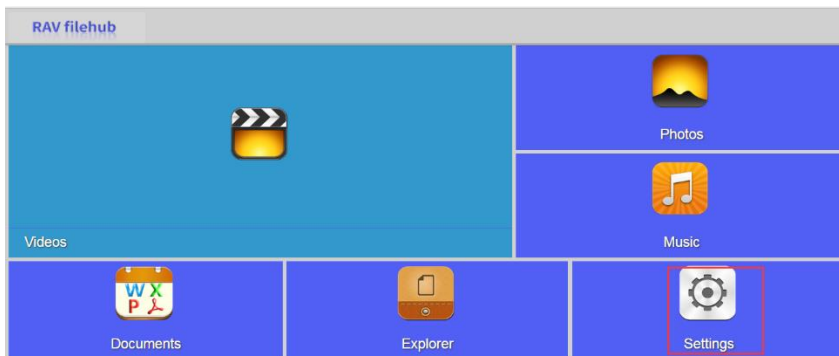 RAV filehub
Photos
Videos
Music
W X
P
Documents
Explorer
Settings